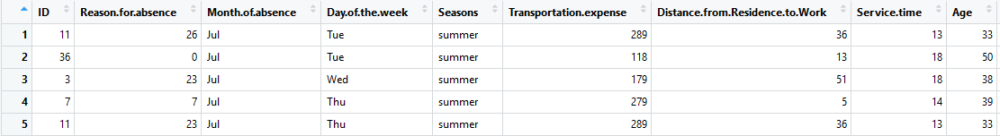 ID Reason.for.absence Month.of.absence Day.of.the.week Seasons Transportation.expense Distance.from.Residence.to.Work Service.time Age
1 11 26 Jul Tue summer 289 36 13 33
2 36 0 Jul Tue summer 118 13 18 50
3 3 23 Jul Wed summer 179 51 18 38
4 7 7 Jul Thu summer 279 5 14 39
5 11 23 Jul Thu summer 289 36 13 33